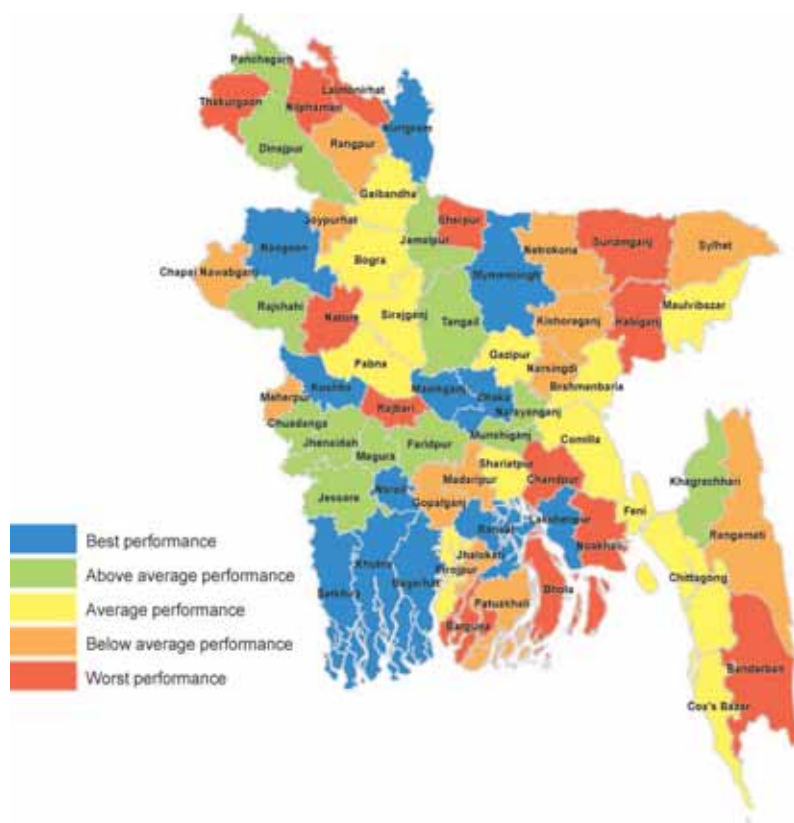 Panchagarh
Thakurgaon
Nilphamari
Lalmonirhat
Kurigram
Dinajpur
Rangpur
Gaibandha
Joypurhat
Jamalpur
Sherpur
Naogaon
Bogra
Mymensingh
Netrokona
Sunamganj
Sylhet
Chapai Nawabganj
Rajshahi
Natore
Sirajganj
Tangail
Kishoreganj
Habiganj
Maulvibazar
Pabna
Gazipur
Narsingdi
Brahmanbaria
Kushtia
Meherpur
Manikganj
Dhaka
Rajbari
Narayanganj
Chuadanga
Jhenaidah
Magura
Faridpur
Munshiganj
Comilla
Shariatpur
Chandpur
Khagrachhari
Jessore
Narail
Madaripur
Gopalganj
Feni
Rangamati
Barisal
Lakshmipur
Noakhali
Jhalokati
Pirojpur
Khulna
Bagerhat
Satkhira
Bhola
Patuakhali
Barguna
Chittagong
Bandarban
Cox's Bazar
Best performance
Above average performance
Average performance
Below average performance
Worst performance